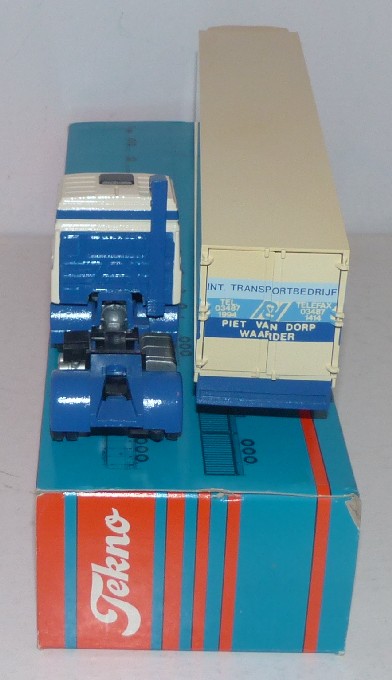 INT. TRANSPORTBEDRIJF
TEL. TELEFAX
03487 03487
1994 1414
PIET VAN DORP
WAARDER
Tekno